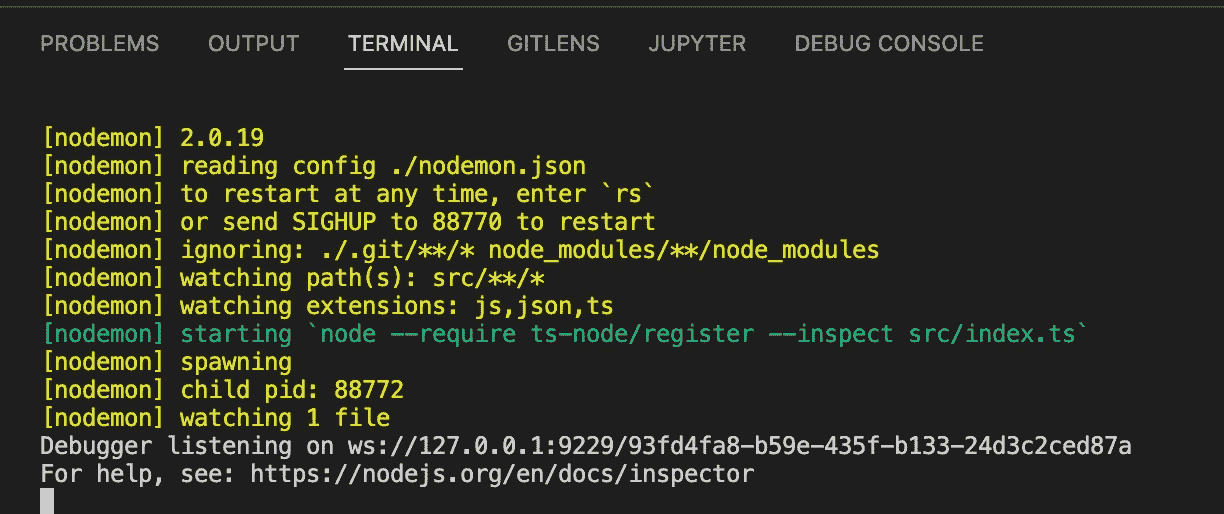 PROBLEMS OUTPUT TERMINAL GITLENS JUPYTER DEBUG CONSOLE
[nodemon] 2.0.19
[nodemon] reading config ./nodemon.json
[nodemon] to restart at any time, enter `rs`
[nodemon] or send SIGHUP to 88770 to restart
[nodemon] ignoring: ./.git/**/* node_modules/**/node_modules
[nodemon] watching path(s): src/**/*
[nodemon] watching extensions: js,json,ts
[nodemon] starting `node --require ts-node/register --inspect src/index.ts`
[nodemon] spawning
[nodemon] child pid: 88772
[nodemon] watching 1 file
Debugger listening on ws://127.0.0.1:9229/93fd4fa8-b59e-435f-b133-24d3c2ced87a
For help, see: https://nodejs.org/en/docs/inspector